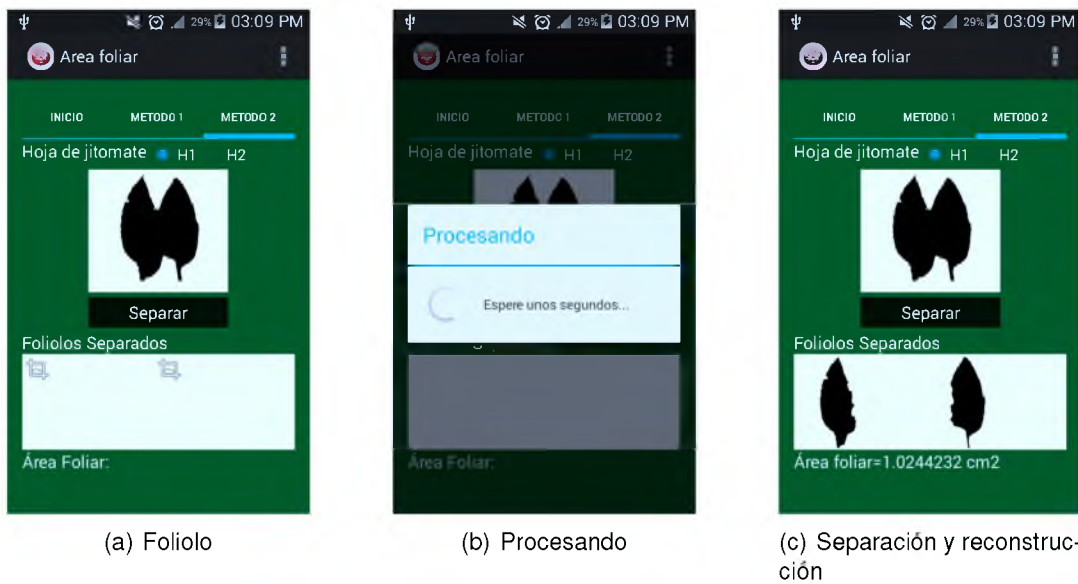 29% 03:09 PM
Area foliar
INICIO METODO 1 METODO 2
Hoja de jitomate H1 H2
Separar
Foliolos Separados
Área Foliar:
(a) Foliolo
29% 03:09 PM
Area foliar
INICIO METODO 1 METODO 2
Hoja de jitomate H1 H2
Procesando
Espere unos segundos...
Área Foliar:
(b) Procesando
29% 03:09 PM
Area foliar
INICIO METODO 1 METODO 2
Hoja de jitomate H1 H2
Separar
Foliolos Separados
Área foliar=1.0244232 cm2
(c) Separación y reconstruc-
ción